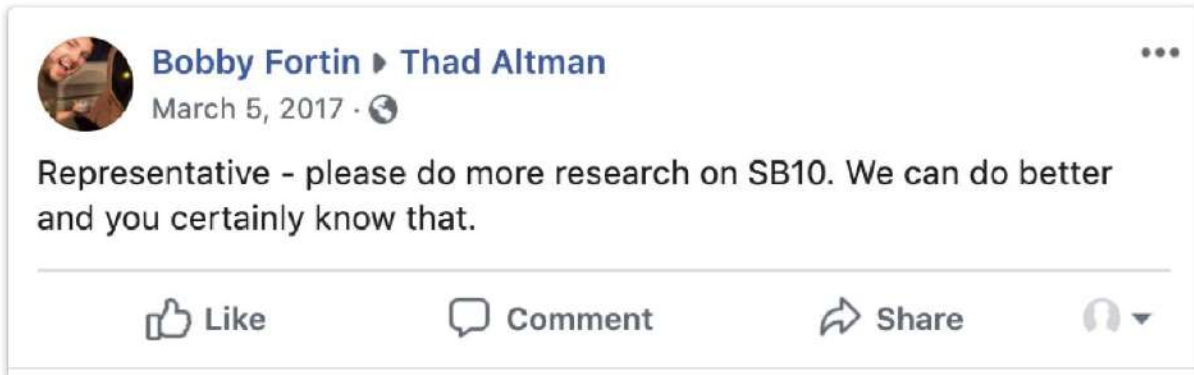 Bobby Fortin ▸ Thad Altman
March 5, 2017 ·
Representative - please do more research on SB10. We can do better
and you certainly know that.
Like Comment Share